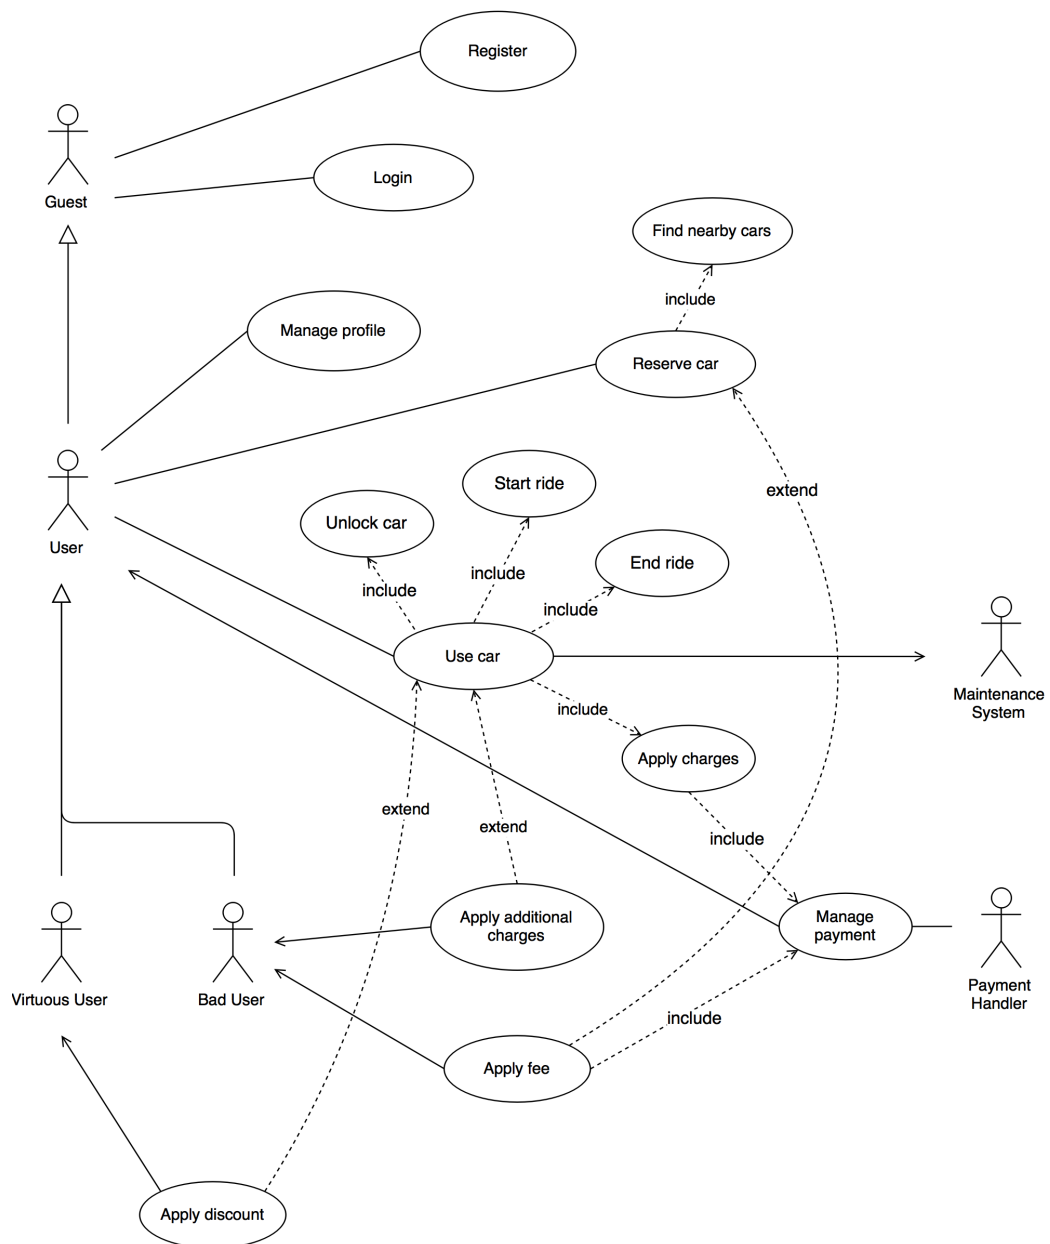 Register
Login
Guest
Find nearby cars
include
Manage profile
Reserve car
Start ride
extend
Unlock car
User
End ride
include
include
include
Use car
Maintenance
System
include
Apply charges
extend
extend
include
Apply additional
charges
Manage
payment
Virtuous User
Bad User
Payment
Handler
include
Apply fee
Apply discount